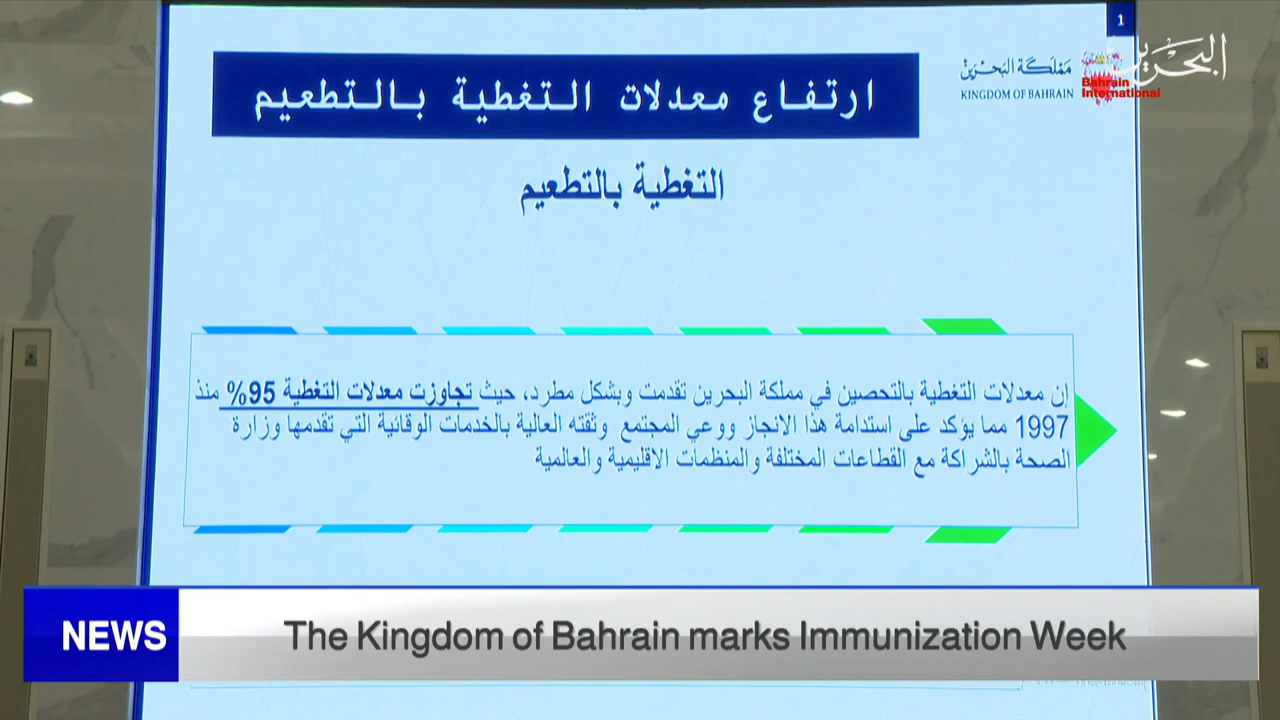 1
البحرين
Bahrain
International
مملكة البحرين
KINGDOM OF BAHRAIN
ارتفاع معدلات التغطية بالتطعيم
التغطية بالتطعيم
إن معدلات التغطية بالتحصين في مملكة البحرين تقدمت وبشكل مطرد، حيث تجاوزت معدلات التغطية 95% منذ
1997 مما يؤكد على استدامة هذا الانجاز ووعي المجتمع وثقته العالية بالخدمات الوقائية التي تقدمها وزارة
الصحة بالشراكة مع القطاعات المختلفة والمنظمات الاقليمية والعالمية
NEWS
The Kingdom of Bahrain marks Immunization Week